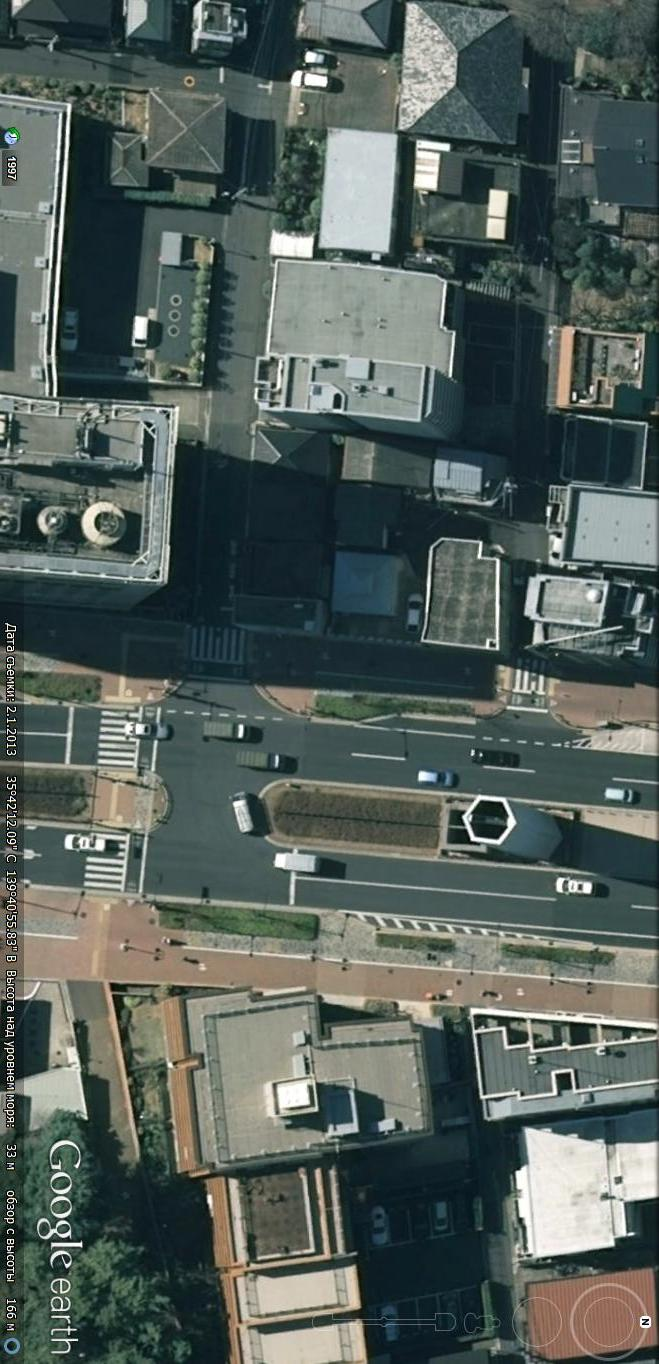 1997
Дата съемки: 2.1.2013 35°42'12.09" С 139°40'55.83" В Высота над уровнем моря: 33 м обзор с высоты 166 м
Google earth
N